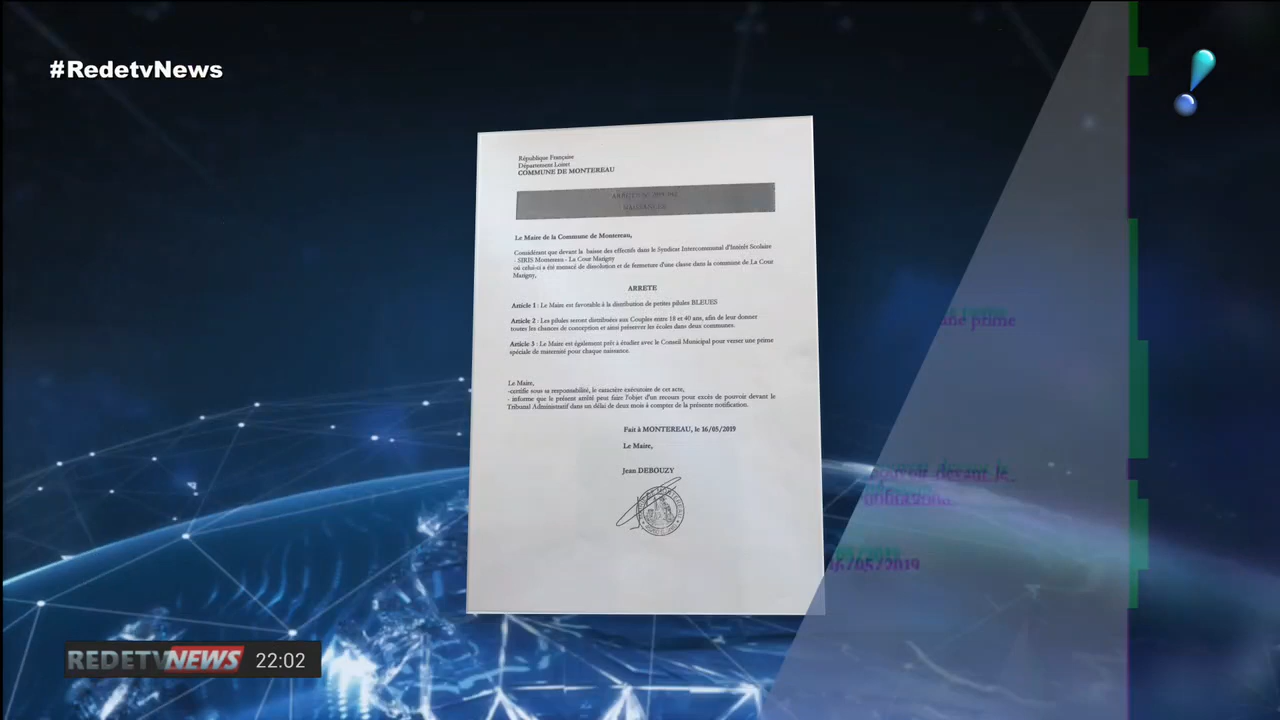 #RedetvNews
République Française
Département Loiret
COMMUNE DE MONTEREAU
Le Maire de la Commune de Montereau,
Considérant que devant la baisse des effectifs dans le Syndicat Intercommunal d'Intérêt Scolaire
- SIRIS Montereau - La Cour Marigny
où celui-ci a été menacé de dissolution et de fermeture d'une classe dans la commune de La Cour
Marigny,
ARRETE
Article 1 : Le Maire est favorable à la distribution de petites pilules BLEUES
Article 2 : Les pilules seront distribuées aux Couples entre 18 et 40 ans, afin de leur donner
toutes les chances de conception et ainsi préserver les écoles dans deux communes.
Article 3 : Le Maire est également prêt à étudier avec le Conseil Municipal pour verser une prime
spéciale de maternité pour chaque naissance.
Le Maire,
-certifie sous sa responsabilité, le caractère exécutoire de cet acte,
- informe que le présent arrêté peut faire l'objet d'un recours pour excès de pouvoir devant le
Tribunal Administratif dans un délai de deux mois à compter de la présente notification.
Fait à MONTEREAU, le 16/05/2019
Le Maire,
Jean DEBOUZY
une prime
pouvoir devant le
notification.
16/05/2019
REDETV NEWS 22:02